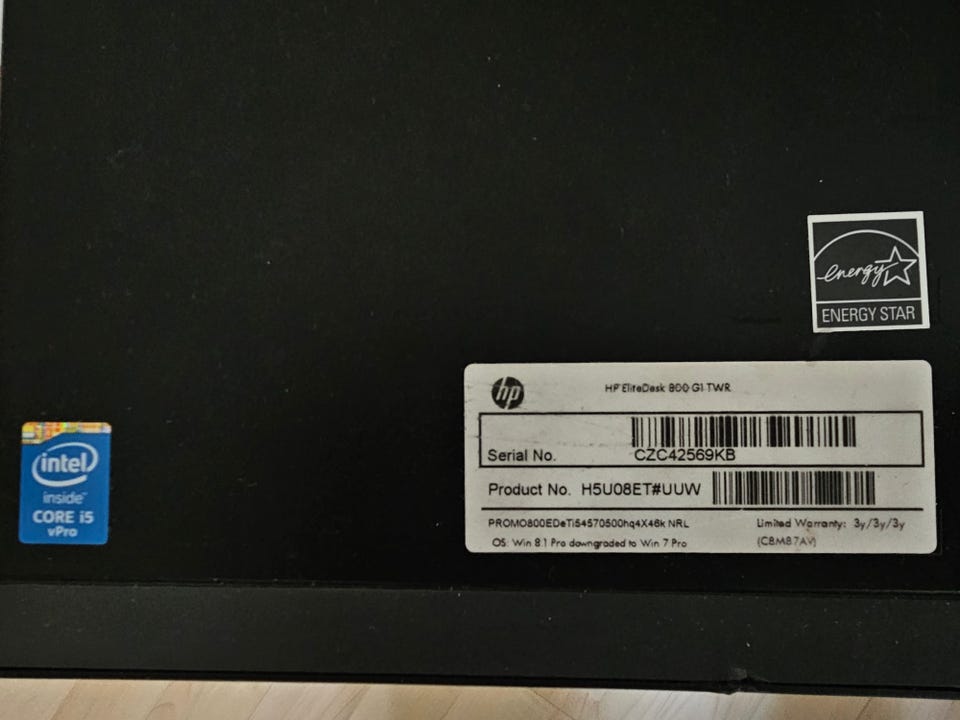 energy
ENERGY STAR
hp
HP EliteDesk 800 G1 TWR
Serial No.
CZC42569KB
Product No. H5U08ET#UUW
PROMO800EDeTi54570500hq4X46k NRL
Limited Warranty: 3y/3y/3y
OS: Win 8.1 Pro downgraded to Win 7 Pro
(C8M87AV)
intel
inside™
CORE i5
vPro